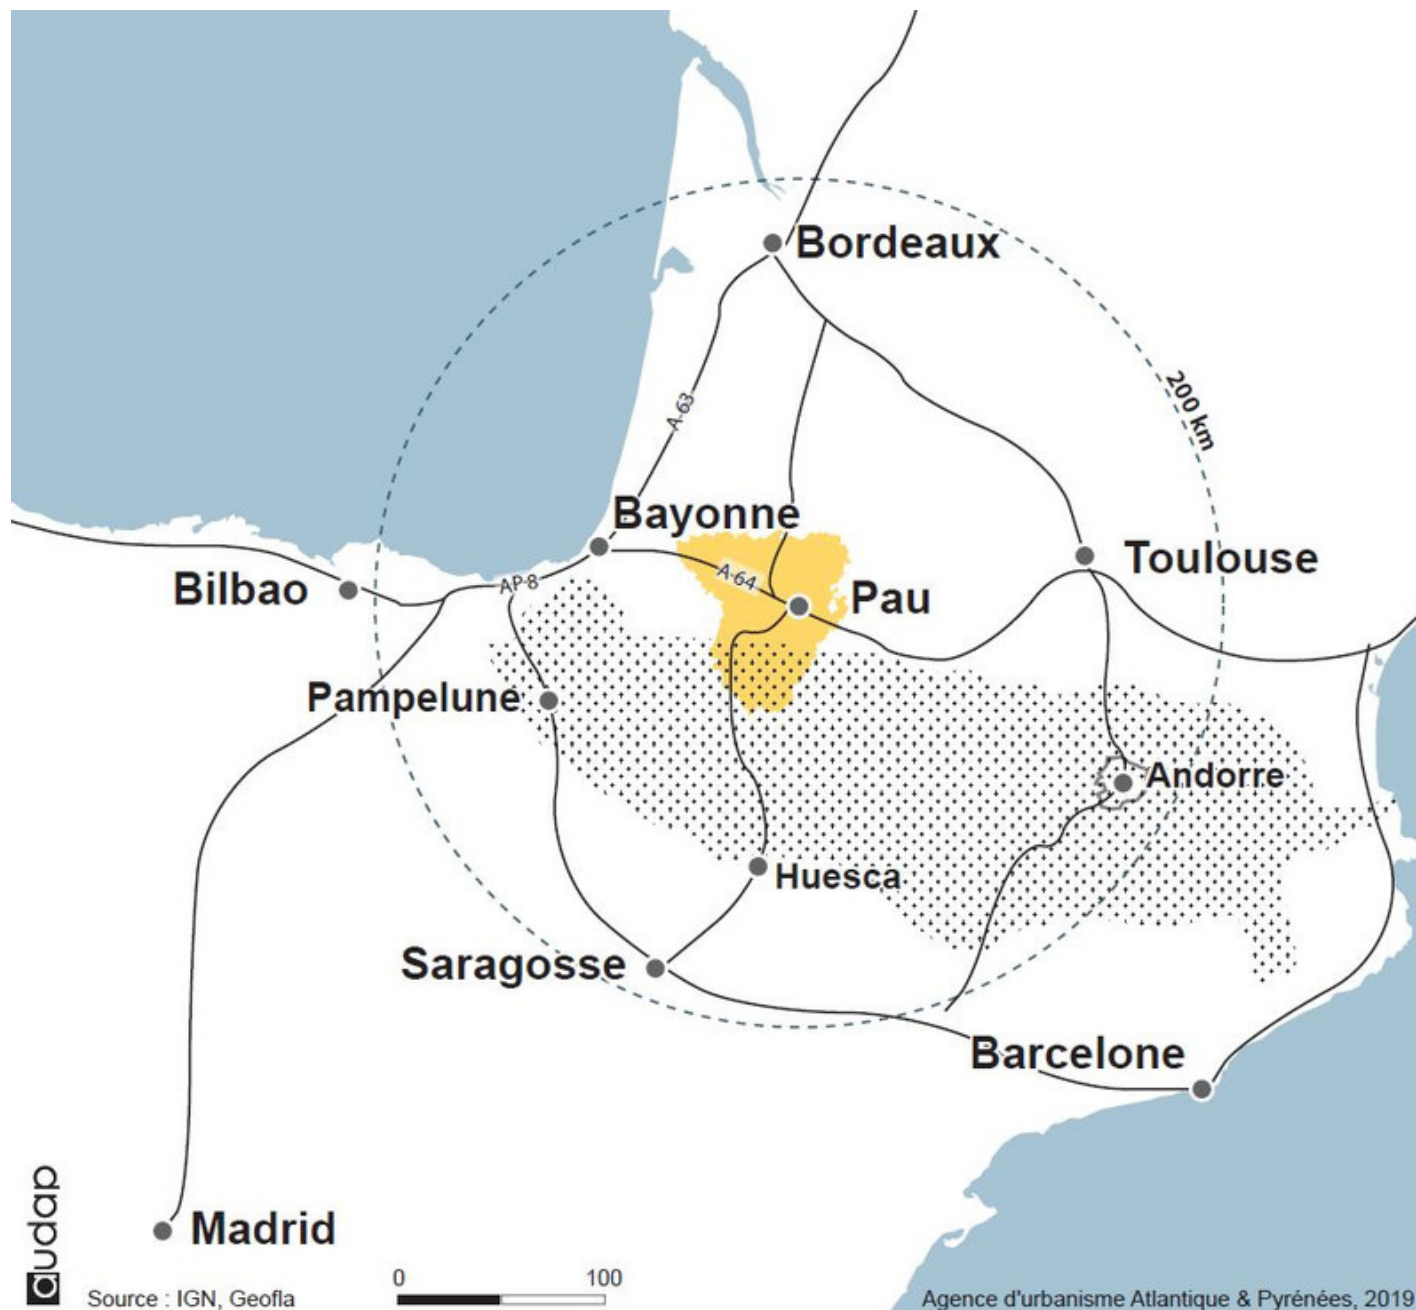 Bordeaux
200 km
A-63
Bayonne
Toulouse
AP-8
A-64
Bilbao
Pau
Pampelune
Andorre
Huesca
Saragosse
Barcelone
audap
Madrid
0 100
Source : IGN, Geofla
Agence d'urbanisme Atlantique & Pyrénées, 2019